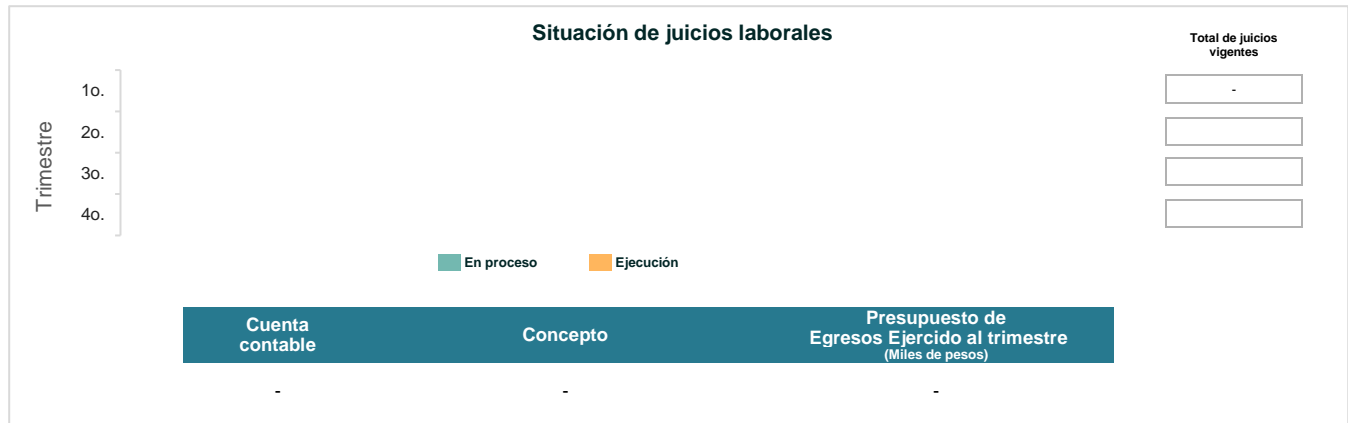 Situación de juicios laborales
Total de juicios
vigentes
Trimestre
1o.
-
2o.
3o.
4o.
En proceso
Ejecución
Cuenta
contable
Concepto
Presupuesto de
Egresos Ejercido al trimestre
(Miles de pesos)
-
-
-